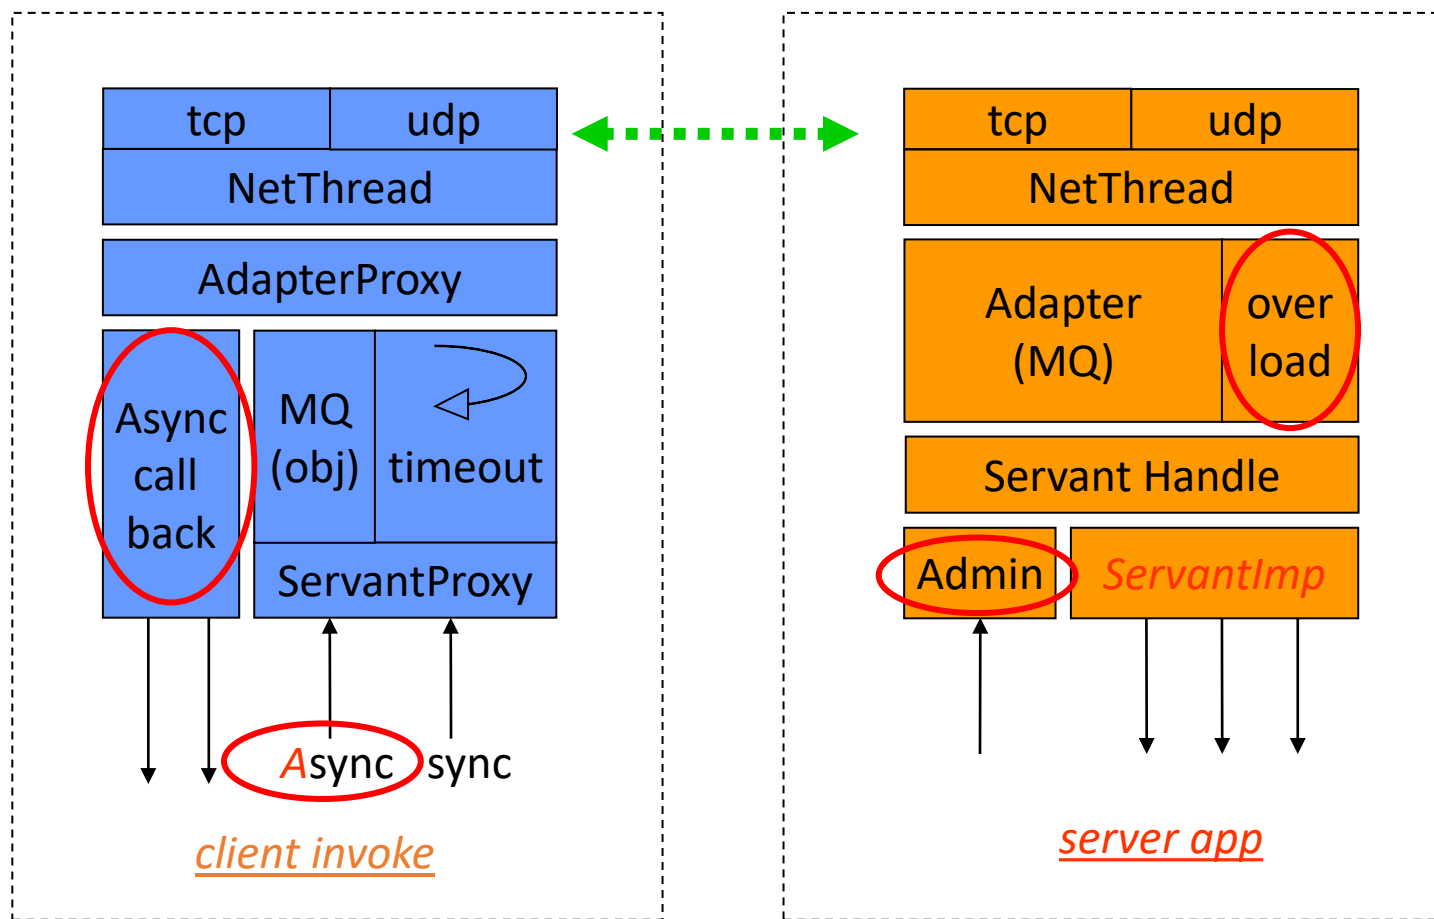 tcp
udp
NetThread
AdapterProxy
Async
call
back
MQ
(obj)
timeout
ServantProxy
Async
sync
client invoke
tcp
udp
NetThread
Adapter
(MQ)
over
load
Servant Handle
Admin
ServantImp
server app